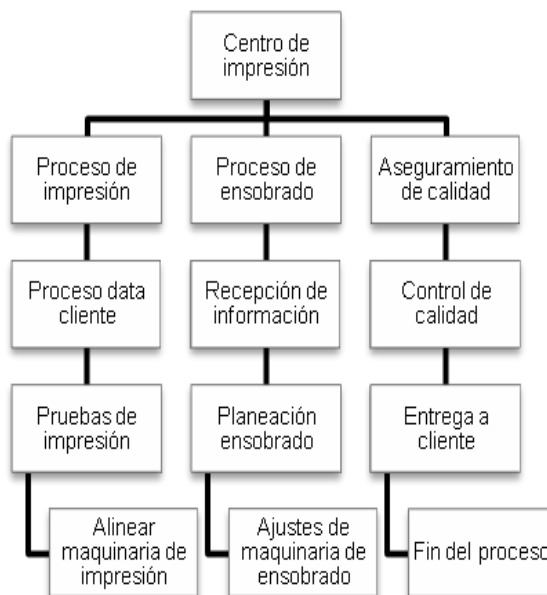 Centro de
impresión
Proceso de
impresión
Proceso de
ensobrado
Aseguramiento
de calidad
Proceso data
cliente
Recepción de
información
Control de
calidad
Pruebas de
impresión
Planeación
ensobrado
Entrega a
cliente
Alinear
maquinaria de
impresión
Ajustes de
maquinaria de
ensobrado
Fin del proceso